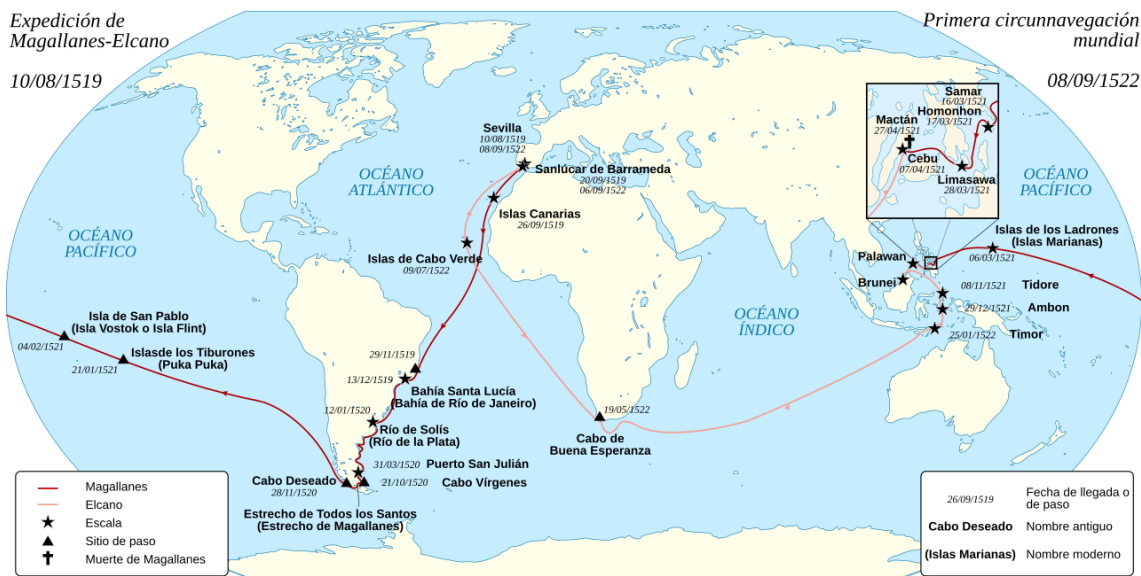 Expedición de
Magallanes-Elcano
10/08/1519
Primera circunnavegación
mundial
08/09/1522
Samar
16/03/1521
Homonhon
17/03/1521
Mactán
27/04/1521
Cebu
07/04/1521
Limasawa
28/03/1521
Sevilla
10/08/1519
08/09/1522
Sanlúcar de Barrameda
20/09/1519
06/09/1522
OCÉANO
ATLÁNTICO
OCÉANO
PACÍFICO
Islas Canarias
26/09/1519
OCÉANO
PACÍFICO
Islas de los Ladrones
(Islas Marianas)
06/03/1521
Islas de Cabo Verde
09/07/1522
Palawan
Brunei
08/11/1521
Tidore
29/12/1521
Ambon
25/01/1522
Timor
OCÉANO
ÍNDICO
Isla de San Pablo
(Isla Vostok o Isla Flint)
04/02/1521
Islasde los Tiburones
(Puka Puka)
21/01/1521
29/11/1519
13/12/1519
Bahía Santa Lucía
(Bahía de Río de Janeiro)
12/01/1520
Río de Solís
(Río de la Plata)
19/05/1522
Cabo de
Buena Esperanza
31/03/1520
Puerto San Julián
Cabo Deseado
28/11/1520
21/10/1520
Cabo Vírgenes
Estrecho de Todos los Santos
(Estrecho de Magallanes)
Magallanes
Elcano
Escala
Sitio de paso
Muerte de Magallanes
26/09/1519
Fecha de llegada o
de paso
Cabo Deseado
Nombre antiguo
(Islas Marianas)
Nombre moderno